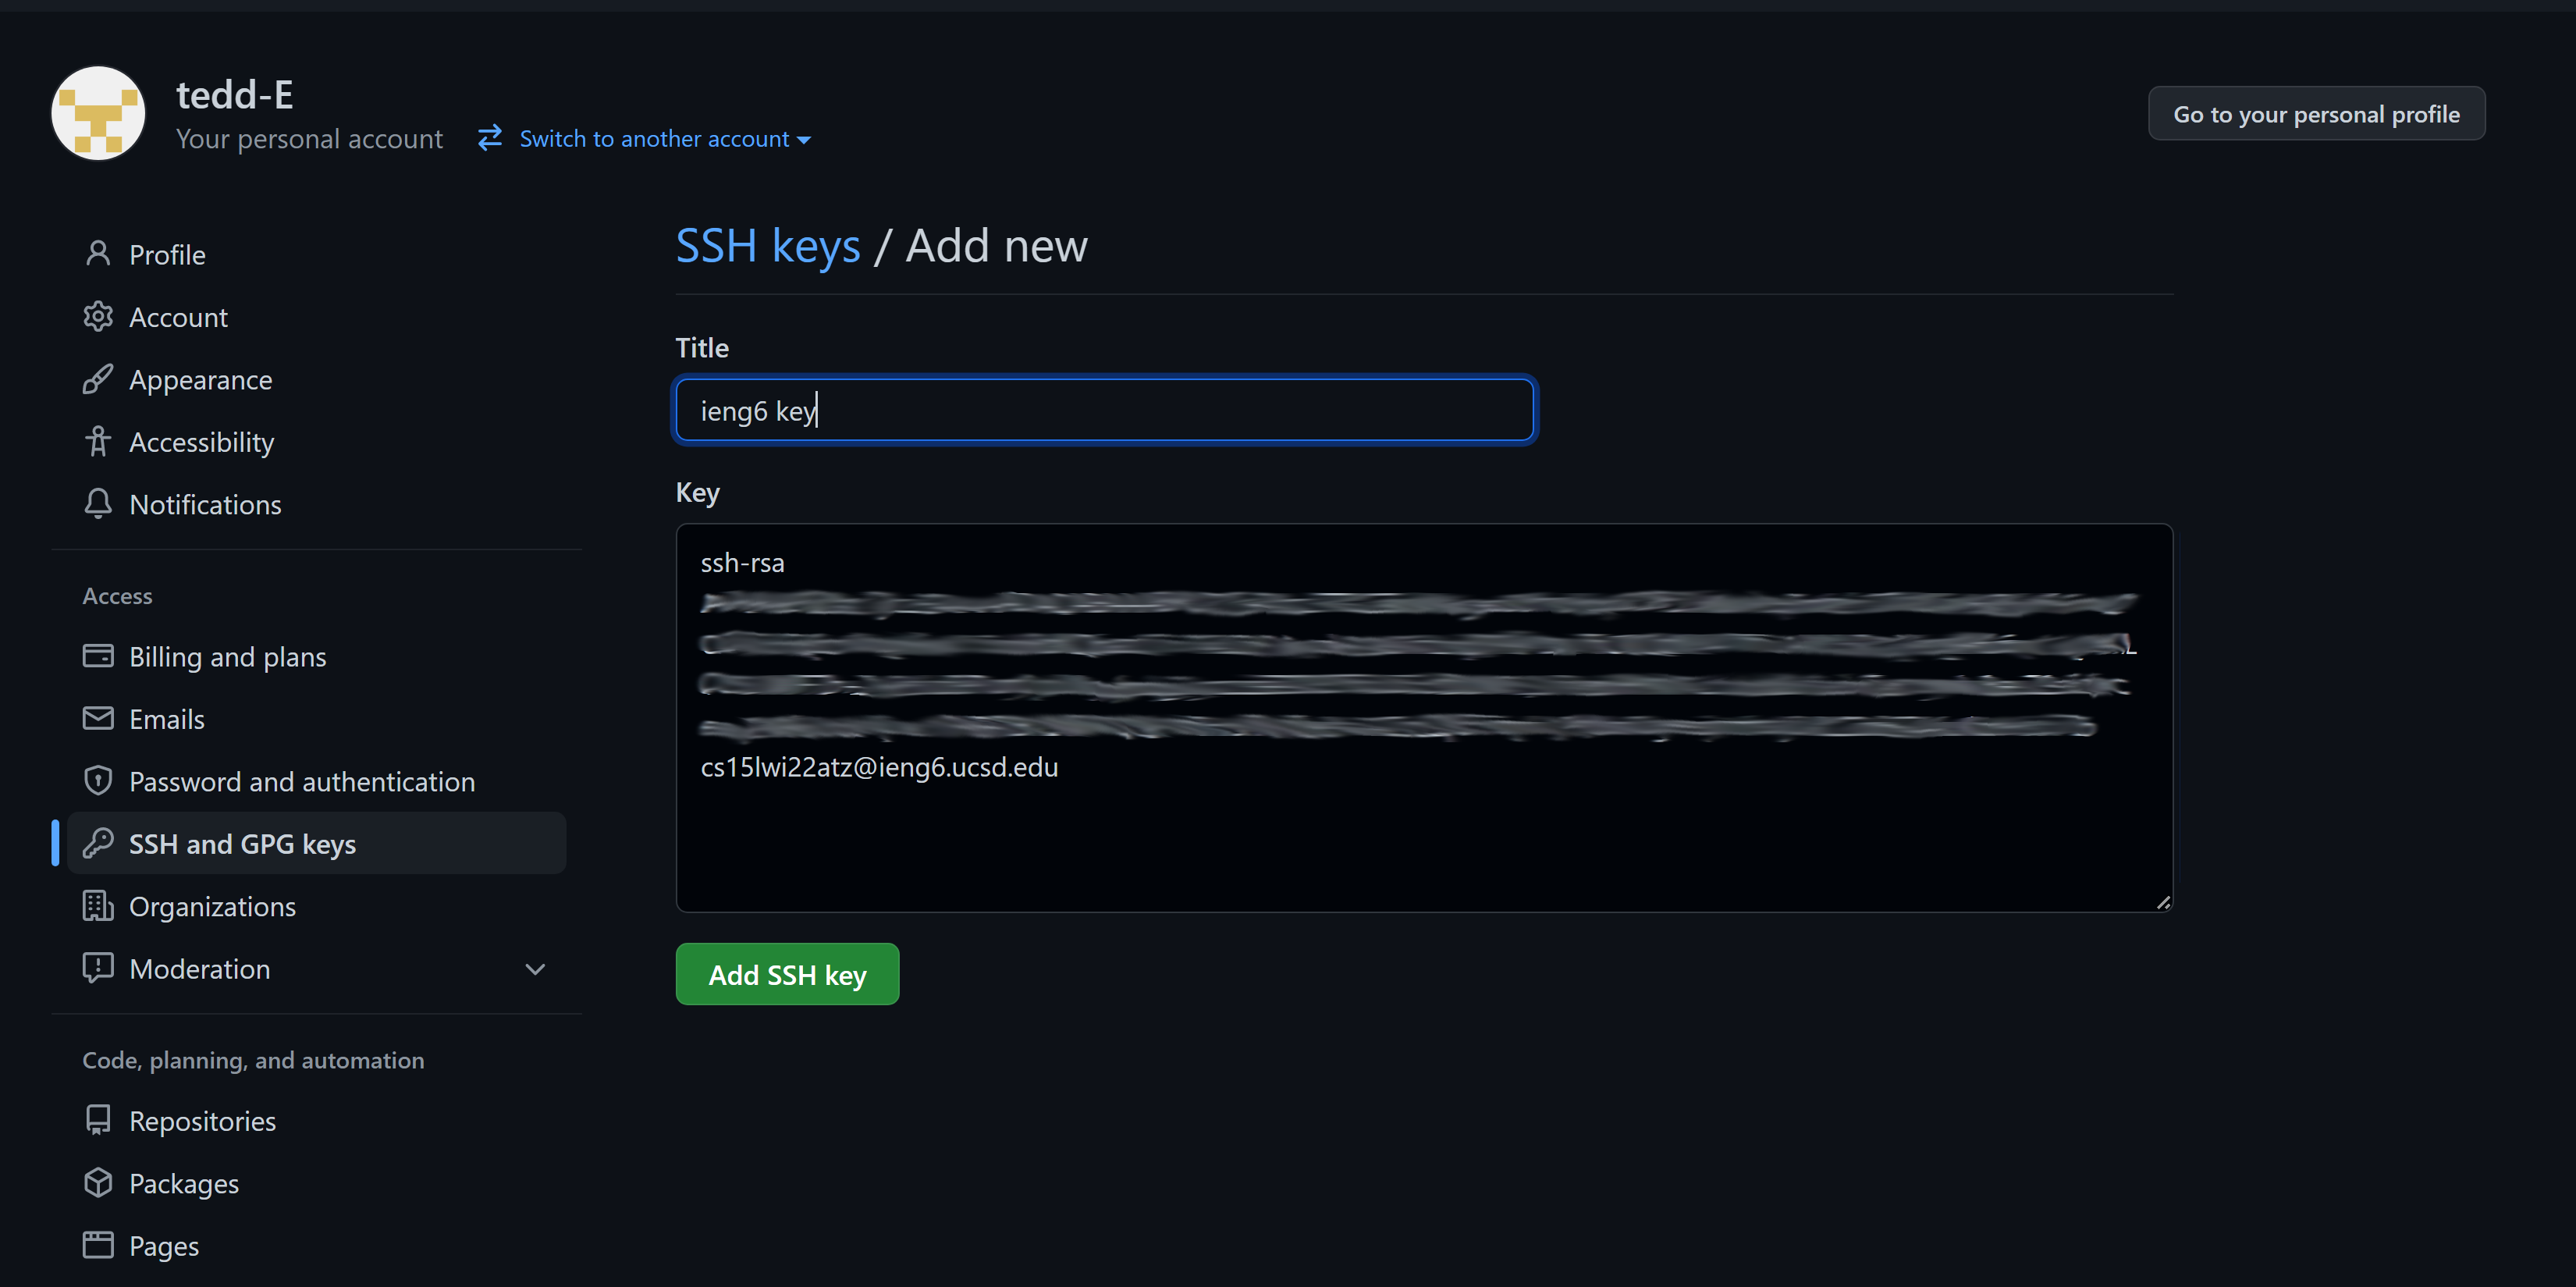 tedd-E
Your personal account
Switch to another account
Go to your personal profile
Profile
Account
Appearance
Accessibility
Notifications
Access
Billing and plans
Emails
Password and authentication
SSH and GPG keys
Organizations
Moderation
Code, planning, and automation
Repositories
Packages
Pages
SSH keys / Add new
Title
ieng6 key
Key
ssh-rsa
cs15lwi22atz@ieng6.ucsd.edu
Add SSH key